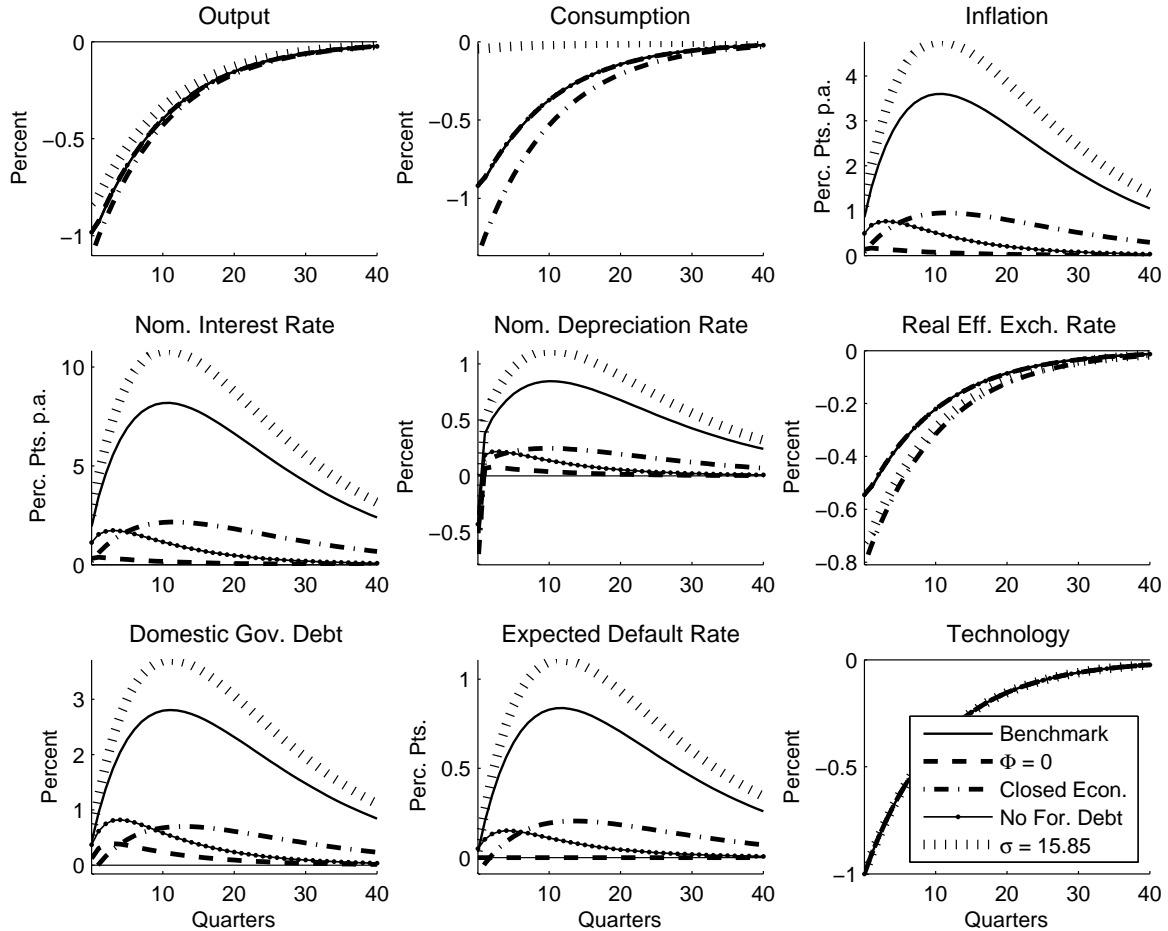 Output
Consumption
Inflation
Percent
0
−0.5
−1
10
20
30
40
Percent
0
−0.5
−1
10
20
30
40
Perc. Pts. p.a.
4
3
2
1
0
10
20
30
40
Nom. Interest Rate
Nom. Depreciation Rate
Real Eff. Exch. Rate
Perc. Pts. p.a.
10
5
0
10
20
30
40
Percent
1
0.5
0
−0.5
10
20
30
40
Percent
0
−0.2
−0.4
−0.6
−0.8
10
20
30
40
Domestic Gov. Debt
Expected Default Rate
Technology
Percent
3
2
1
0
10
20
30
40
Quarters
Perc. Pts.
1
0.5
0
10
20
30
40
Quarters
Percent
0
−0.5
−1
10
20
30
40
Quarters
Benchmark
Φ = 0
Closed Econ.
No For. Debt
σ = 15.85